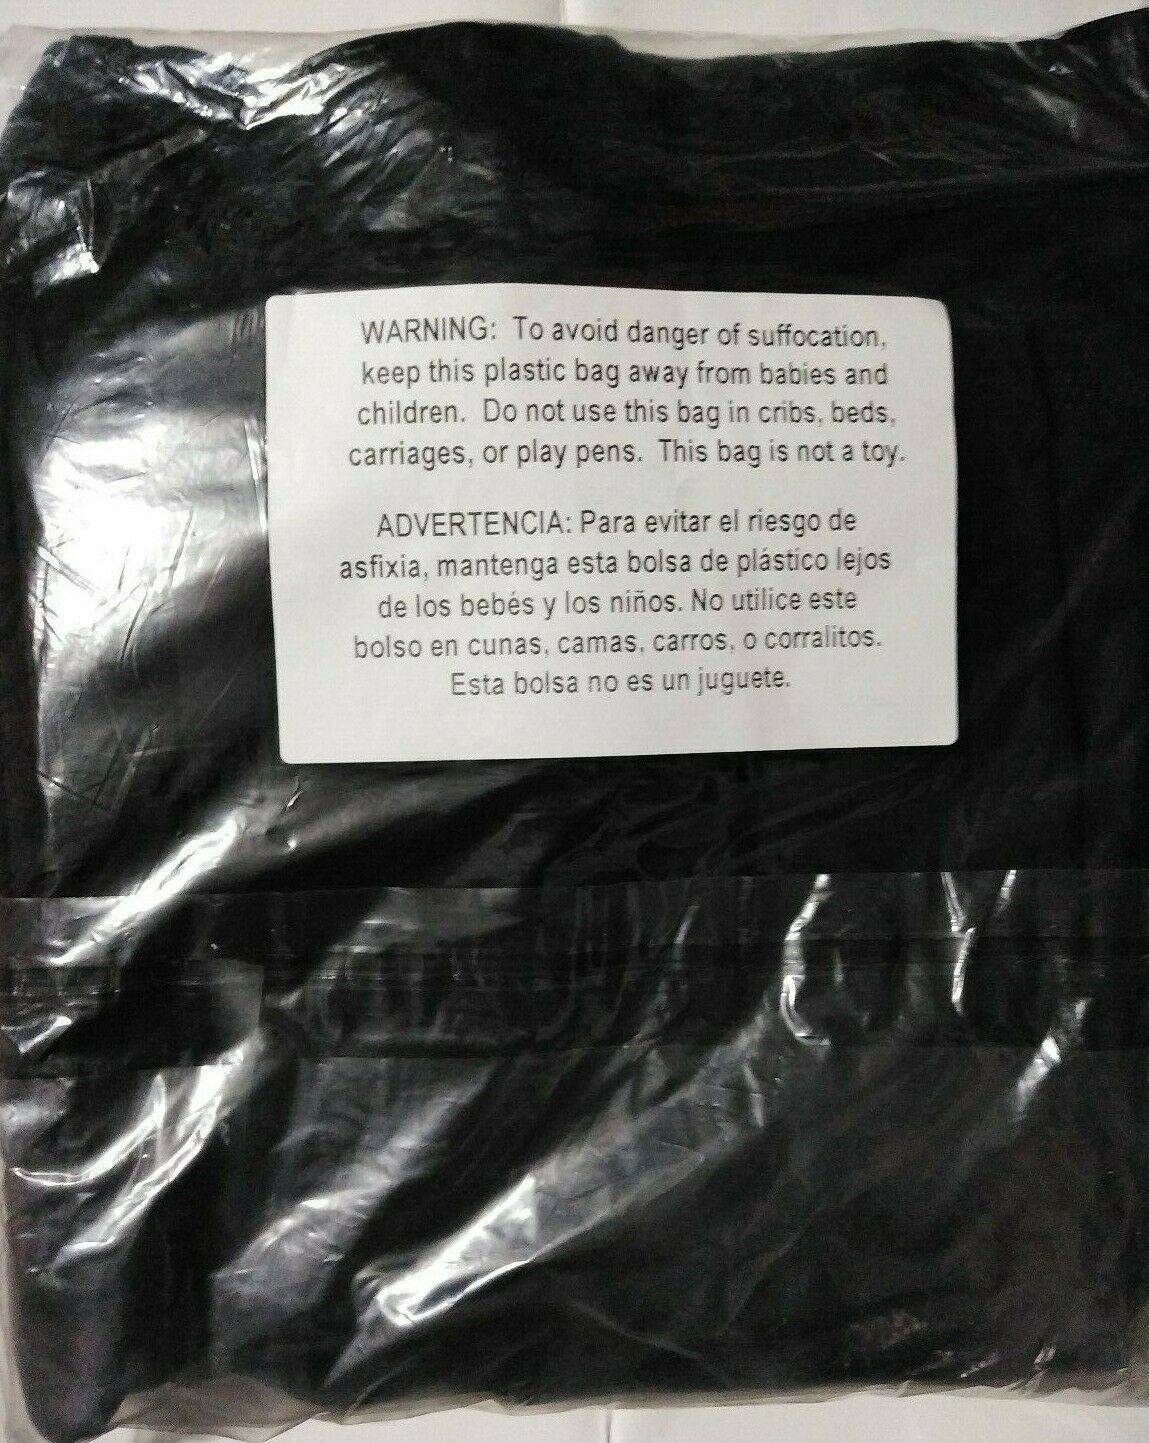 WARNING: To avoid danger of suffocation,
keep this plastic bag away from babies and
children. Do not use this bag in cribs, beds,
carriages, or play pens. This bag is not a toy.
ADVERTENCIA: Para evitar el riesgo de
asfixia, mantenga esta bolsa de plástico lejos
de los bebés y los niños. No utilice este
bolso en cunas, camas, carros, o corralitos.
Esta bolsa no es un juguete.